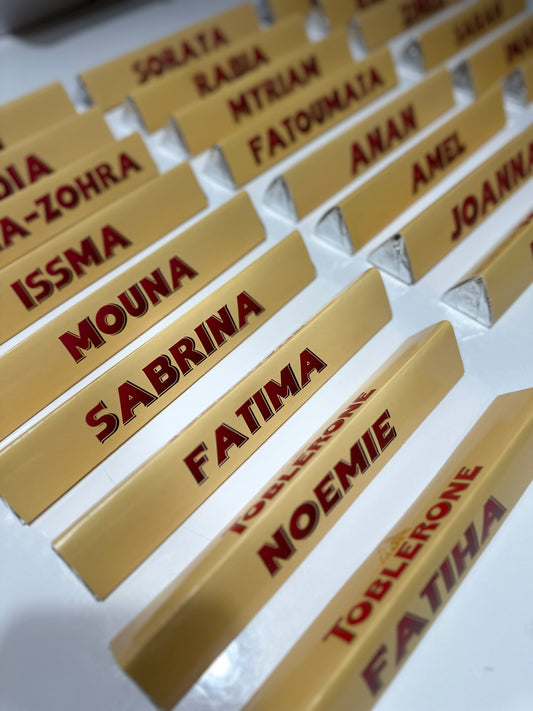 SORAYA
RABIA
MYRIAM
FATOUMATA
ANAN
AMEL
JOANNA
DIA
A-ZOHRA
ISSMA
MOUNA
SABRINA
FATIMA
TOBLERONE
NOEMIE
TOBLERONE
FATIHA